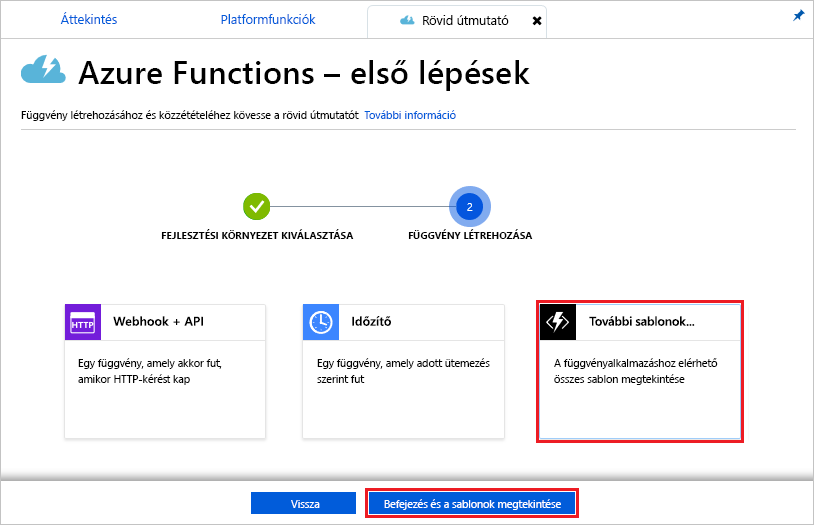 Áttekintés
Platformfunkciók
Rövid útmutató
Azure Functions – első lépések
Függvény létrehozásához és közzétételéhez kövesse a rövid útmutatót További információ
2
FEJLESZTÉSI KÖRNYEZET KIVÁLASZTÁSA
FÜGGVÉNY LÉTREHOZÁSA
HTTP
Webhook + API
Egy függvény, amely akkor fut,
amikor HTTP-kérést kap
Időzítő
Egy függvény, amely adott ütemezés
szerint fut
További sablonok...
A függvényalkalmazáshoz elérhető
összes sablon megtekintése
Vissza
Befejezés és a sablonok megtekintése